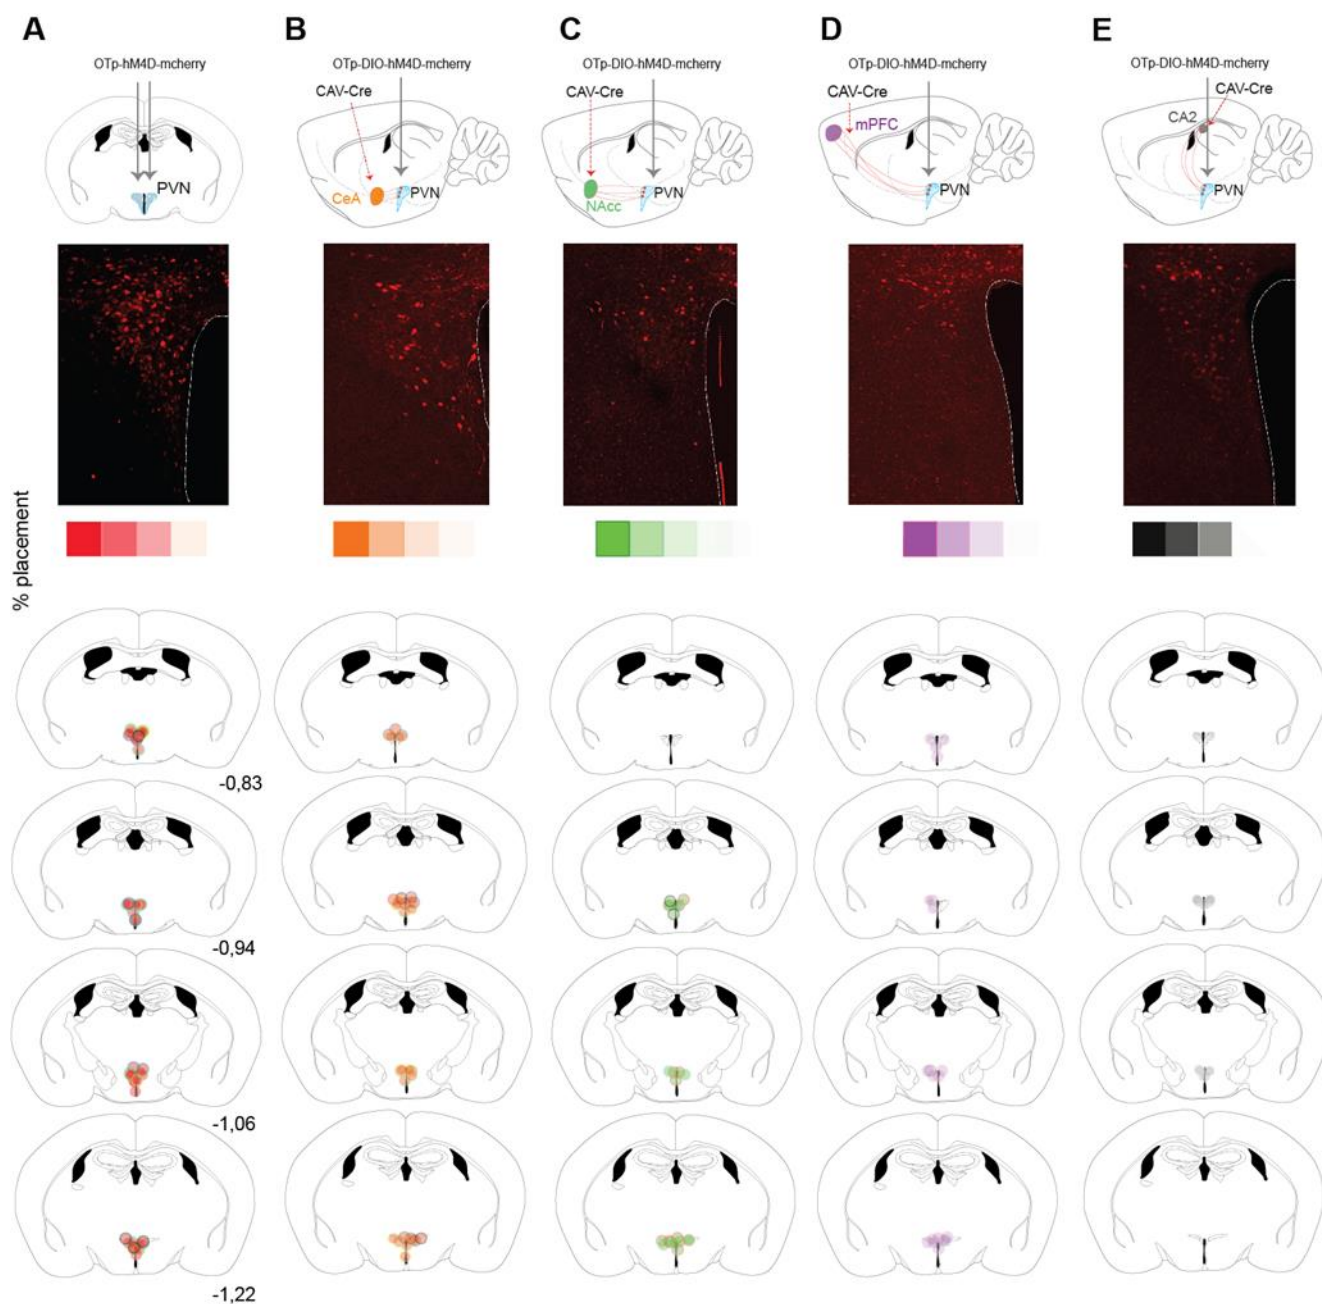 A
B
C
D
E
OTp-hM4D-mcherry
OTp-DIO-hM4D-mcherry
OTp-DIO-hM4D-mcherry
OTp-DIO-hM4D-mcherry
OTp-DIO-hM4D-mcherry
PVN
CAV-Cre
CeA
PVN
CAV-Cre
NAcc
PVN
CAV-Cre
mPFC
PVN
CAV-Cre
CA2
PVN
% placement
-0,83
-0,94
-1,06
-1,22